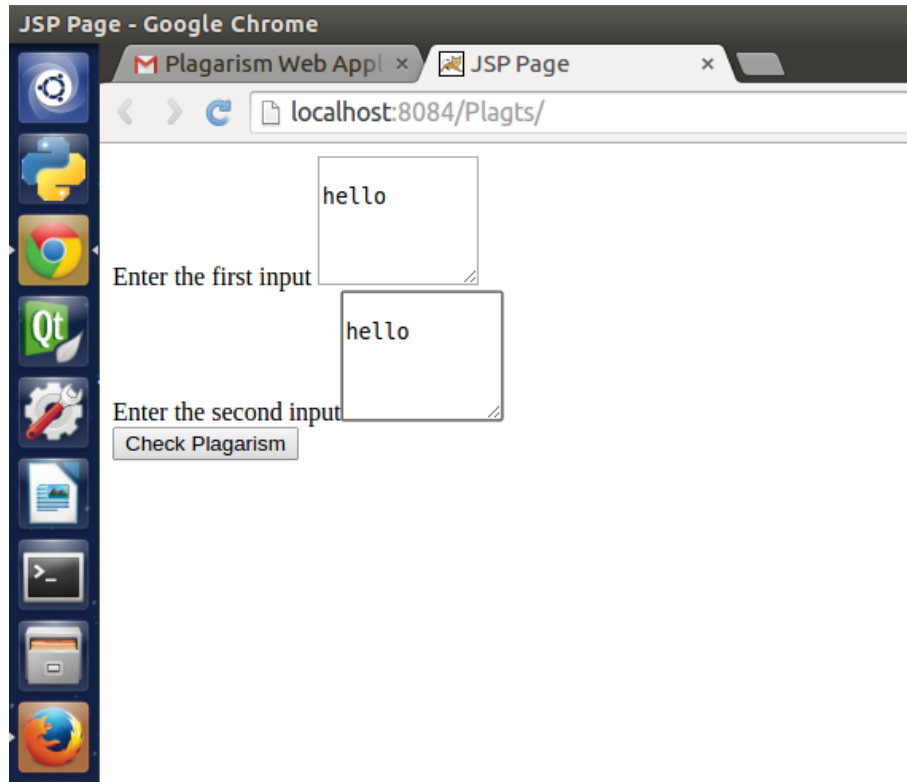 JSP Page - Google Chrome
Plagarism Web Appl × JSP Page ×
localhost:8084/Plagts/
hello
Enter the first input
hello
Enter the second input
Check Plagarism
Qt
>_